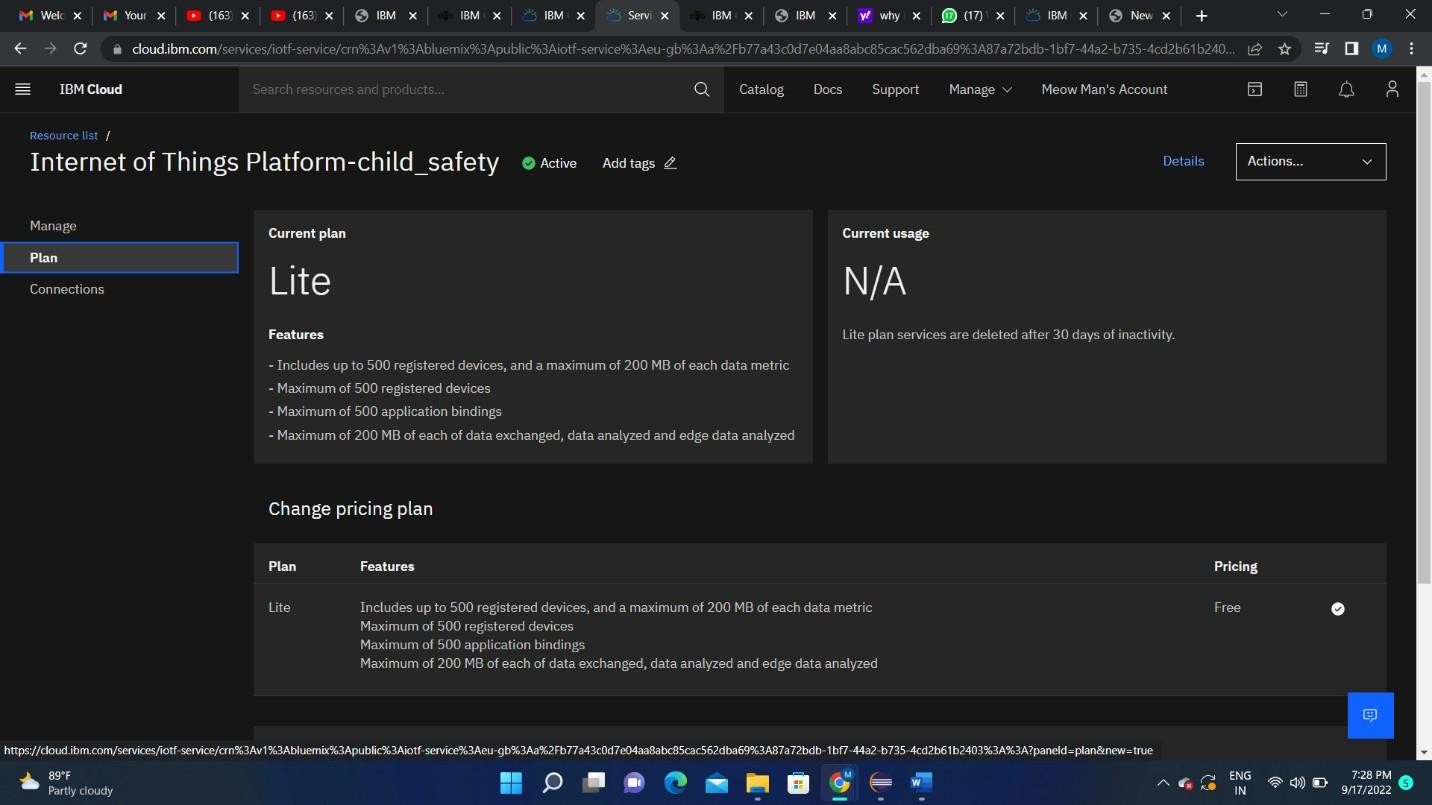 Welc
Your
(163)
(163)
IBM
IBM
IBM
Servi
IBM
IBM
why
(17)
IBM
New
cloud.ibm.com/services/iotf-service/crn%3Av1%3Abluemix%3Apublic%3Aiotf-service%3Aeu-gb%3Aa%2Fb77a43c0d7e04aa8abc85cac562dba69%3A87a72bdb-1bf7-44a2-b735-4cd2b61b240...
M
IBM Cloud
Search resources and products...
Catalog
Docs
Support
Manage
Meow Man's Account
Resource list /
Internet of Things Platform-child_safety
Active
Add tags
Details
Actions...
Manage
Plan
Connections
Current plan
Lite
Features
- Includes up to 500 registered devices, and a maximum of 200 MB of each data metric
- Maximum of 500 registered devices
- Maximum of 500 application bindings
- Maximum of 200 MB of each of data exchanged, data analyzed and edge data analyzed
Current usage
N/A
Lite plan services are deleted after 30 days of inactivity.
Change pricing plan
Plan Features Pricing
Lite Includes up to 500 registered devices, and a maximum of 200 MB of each data metric Free
Maximum of 500 registered devices
Maximum of 500 application bindings
Maximum of 200 MB of each of data exchanged, data analyzed and edge data analyzed
https://cloud.ibm.com/services/iotf-service/crn%3Av1%3Abluemix%3Apublic%3Aiotf-service%3Aeu-gb%3Aa%2Fb77a43c0d7e04aa8abc85cac562dba69%3A87a72bdb-1bf7-44a2-b735-4cd2b61b2403%3A%3A?paneId=plan&new=true
89°F
Partly cloudy
ENG
IN
7:28 PM
9/17/2022